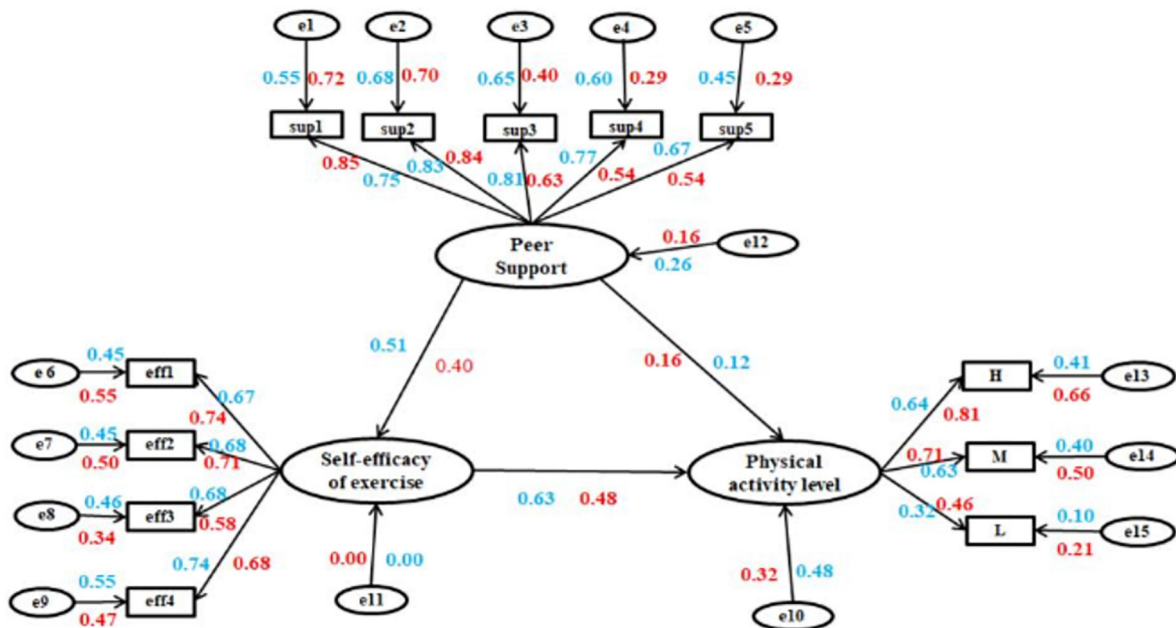 e1 e2 e3 e4 e5
0.55 0.72 0.68 0.70 0.65 0.40 0.60 0.29 0.45 0.29
sup1 sup2 sup3 sup4 sup5
0.85 0.75 0.83 0.84 0.81 0.63 0.77 0.54 0.67 0.54
Peer
Support
0.16
0.26
e12
0.51 0.40
0.16 0.12
e 6 0.45 0.55 eff1 0.67 0.74
e7 0.45 0.50 eff2 0.68 0.71
e8 0.46 0.34 eff3 0.68 0.58
e9 0.55 0.47 eff4 0.74 0.68
Self-efficacy
of exercise
0.00 0.00
e11
0.63 0.48
Physical
activity level
0.32 0.48
e10
0.64 0.81 H 0.41 0.66 e13
0.71 0.63 M 0.40 0.50 e14
0.32 0.46 L 0.10 0.21 e15